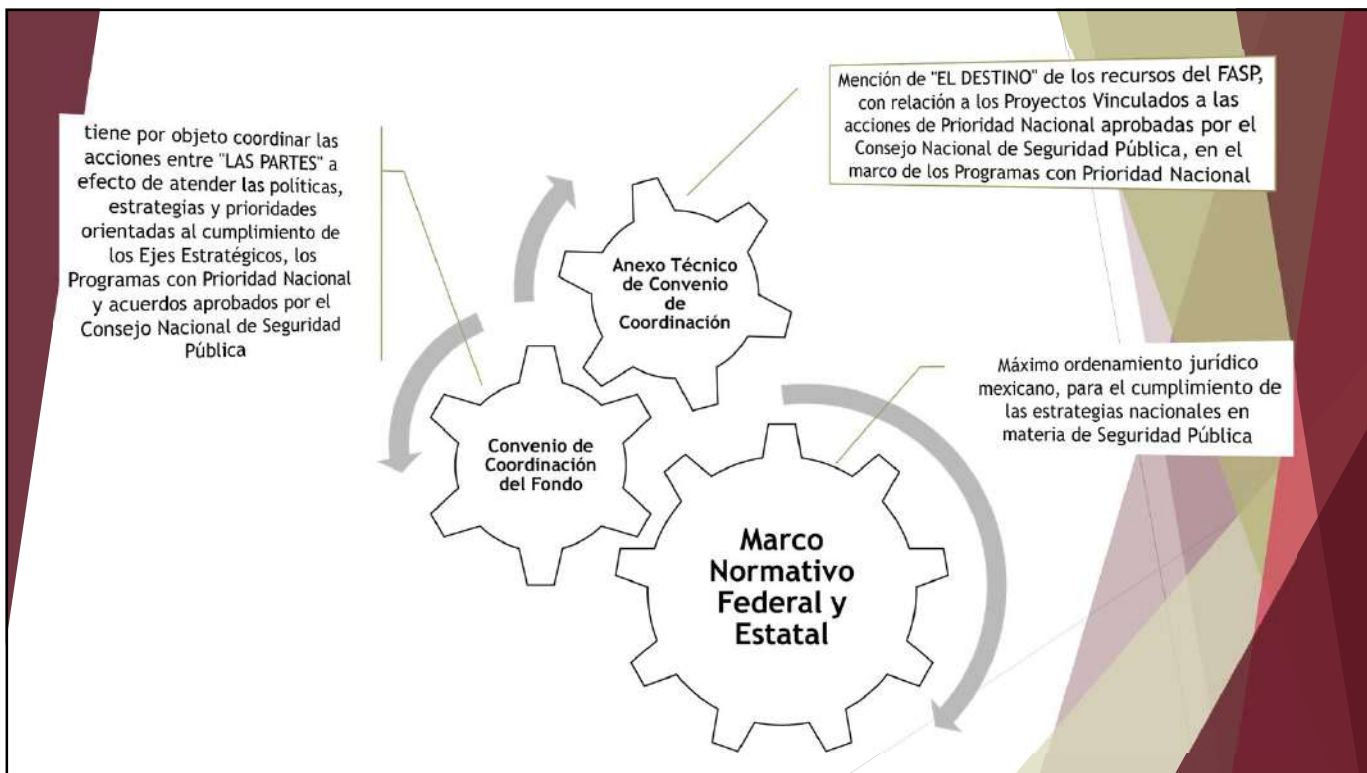 tiene por objeto coordinar las
acciones entre "LAS PARTES" a
efecto de atender las políticas,
estrategias y prioridades
orientadas al cumplimiento de
los Ejes Estratégicos, los
Programas con Prioridad Nacional
y acuerdos aprobados por el
Consejo Nacional de Seguridad
Pública
Mención de "EL DESTINO" de los recursos del FASP,
con relación a los Proyectos Vinculados a las
acciones de Prioridad Nacional aprobadas por el
Consejo Nacional de Seguridad Pública, en el
marco de los Programas con Prioridad Nacional
Anexo Técnico
de Convenio
de
Coordinación
Máximo ordenamiento jurídico
mexicano, para el cumplimiento de
las estrategias nacionales en
materia de Seguridad Pública
Convenio de
Coordinación
del Fondo
Marco
Normativo
Federal y
Estatal